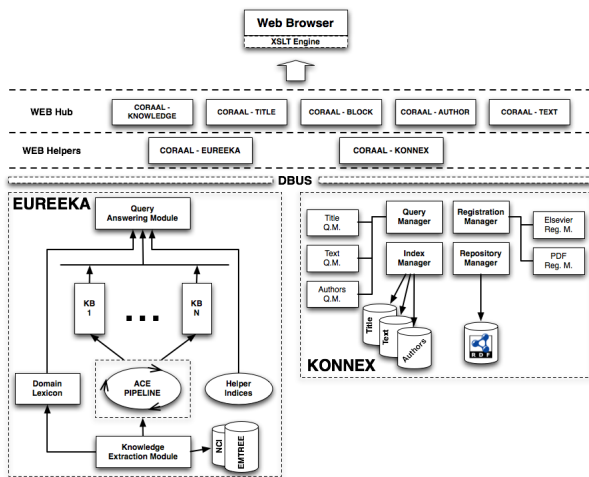 Web Browser
XSLT Engine
WEB Hub
CORAAL -
KNOWLEDGE
CORAAL - TITLE
CORAAL - BLOCK
CORAAL - AUTHOR
CORAAL - TEXT
WEB Helpers
CORAAL - EUREEKA
CORAAL - KONNEX
DBUS
EUREEKA
Query
Answering Module
KB
1
...
KB
N
Domain
Lexicon
ACE
PIPELINE
Helper
Indices
Knowledge
Extraction Module
NCI
EMTREE
Title
Q.M.
Text
Q.M.
Authors
Q.M.
Query
Manager
Index
Manager
Registration
Manager
Repository
Manager
Elsevier
Reg. M.
PDF
Reg. M.
Title
Text
Authors
RDF
KONNEX